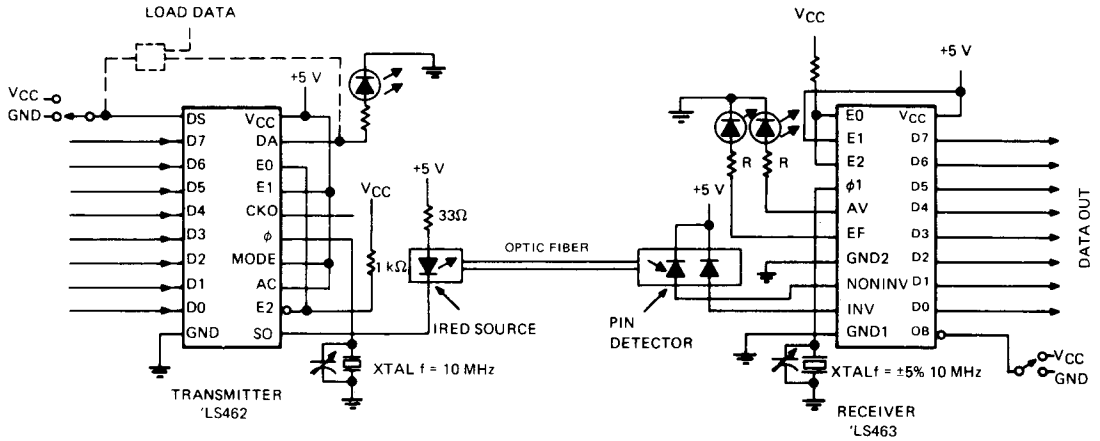 LOAD DATA
VCC
GND
+5 V
DS
D7
D6
D5
D4
D3
D2
D1
D0
GND
VCC
DA
E0
E1
CKO
φ
MODE
AC
E2
SO
TRANSMITTER
'LS462
VCC
1 kΩ
XTAL f = 10 MHz
+5 V
33Ω
IRED SOURCE
OPTIC FIBER
PIN
DETECTOR
+5 V
R
R
VCC
+5 V
E0
E1
E2
φ1
AV
EF
GND2
NONINV
INV
GND1
VCC
D7
D6
D5
D4
D3
D2
D1
D0
OB
DATA OUT
VCC
GND
XTALf = ±5% 10 MHz
RECEIVER
'LS463